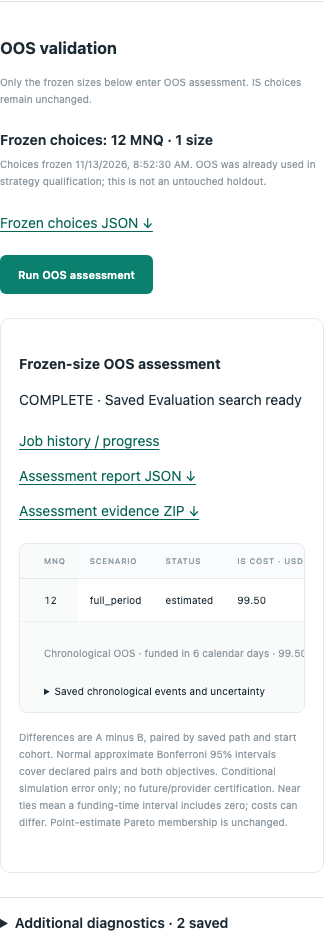 OOS validation
Only the frozen sizes below enter OOS assessment. IS choices
remain unchanged.
Frozen choices: 12 MNQ · 1 size
Choices frozen 11/13/2026, 8:52:30 AM. OOS was already used in
strategy qualification; this is not an untouched holdout.
Frozen choices JSON ↓
Run OOS assessment
Frozen-size OOS assessment
COMPLETE · Saved Evaluation search ready
Job history / progress
Assessment report JSON ↓
Assessment evidence ZIP ↓
MNQ SCENARIO STATUS IS COST · USD
12 full_period estimated 99.50
Chronological OOS · funded in 6 calendar days · 99.50
▶ Saved chronological events and uncertainty
Differences are A minus B, paired by saved path and start
cohort. Normal approximate Bonferroni 95% intervals
cover declared pairs and both objectives. Conditional
simulation error only; no future/provider certification. Near
ties mean a funding-time interval includes zero; costs can
differ. Point-estimate Pareto membership is unchanged.
▶ Additional diagnostics · 2 saved